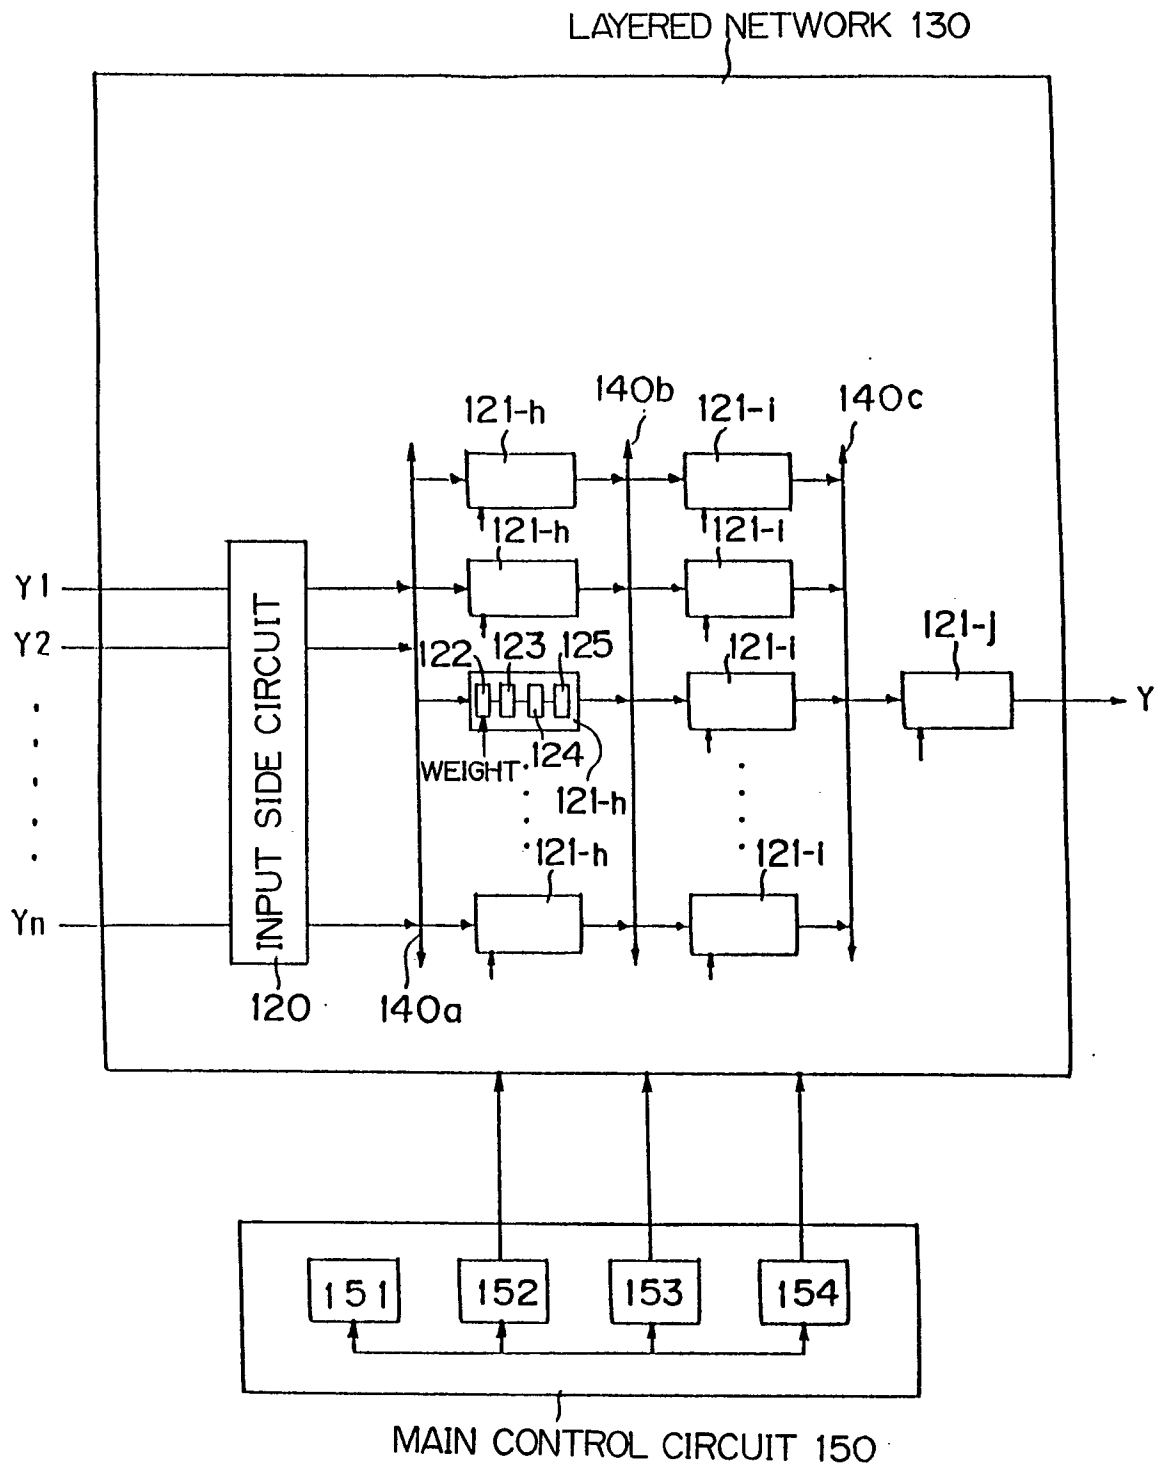 LAYERED NETWORK 130
140b
121-h
121-i
140c
121-h
121-i
Y1
Y2
122
123
125
121-i
121-j
Y
INPUT SIDE CIRCUIT
WEIGHT
124
121-h
121-h
121-i
Yn
120
140a
151
152
153
154
MAIN CONTROL CIRCUIT 150